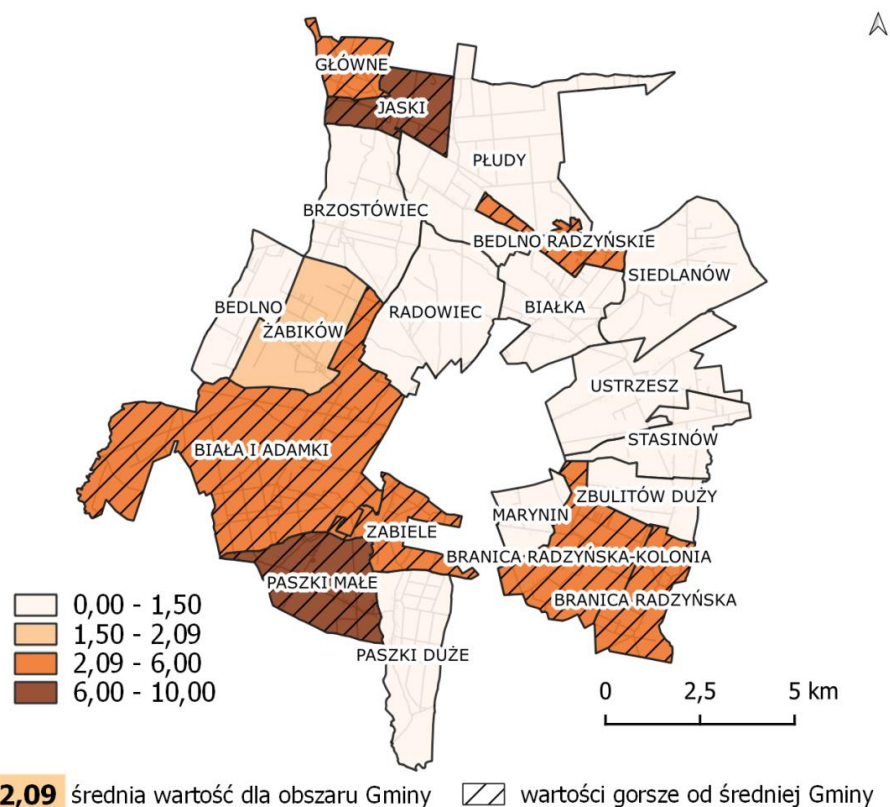 GŁÓWNE
JASKI
PŁUDY
BRZOSTÓWIEC
BEDLNO RADZYŃSKIE
SIEDLANÓW
BEDLNO
ŻABIKÓW
RADOWIEC
BIAŁKA
USTRZESZ
STASINÓW
BIAŁA I ADAMKI
ZBULITÓW DUŻY
MARYNIN
ZABIELE
BRANICA RADZYŃSKA-KOLONIA
PASZKI MAŁE
BRANICA RADZYŃSKA
PASZKI DUŻE
0,00 - 1,50
1,50 - 2,09
2,09 - 6,00
6,00 - 10,00
0 2,5 5 km
2,09 średnia wartość dla obszaru Gminy
wartości gorsze od średniej Gminy